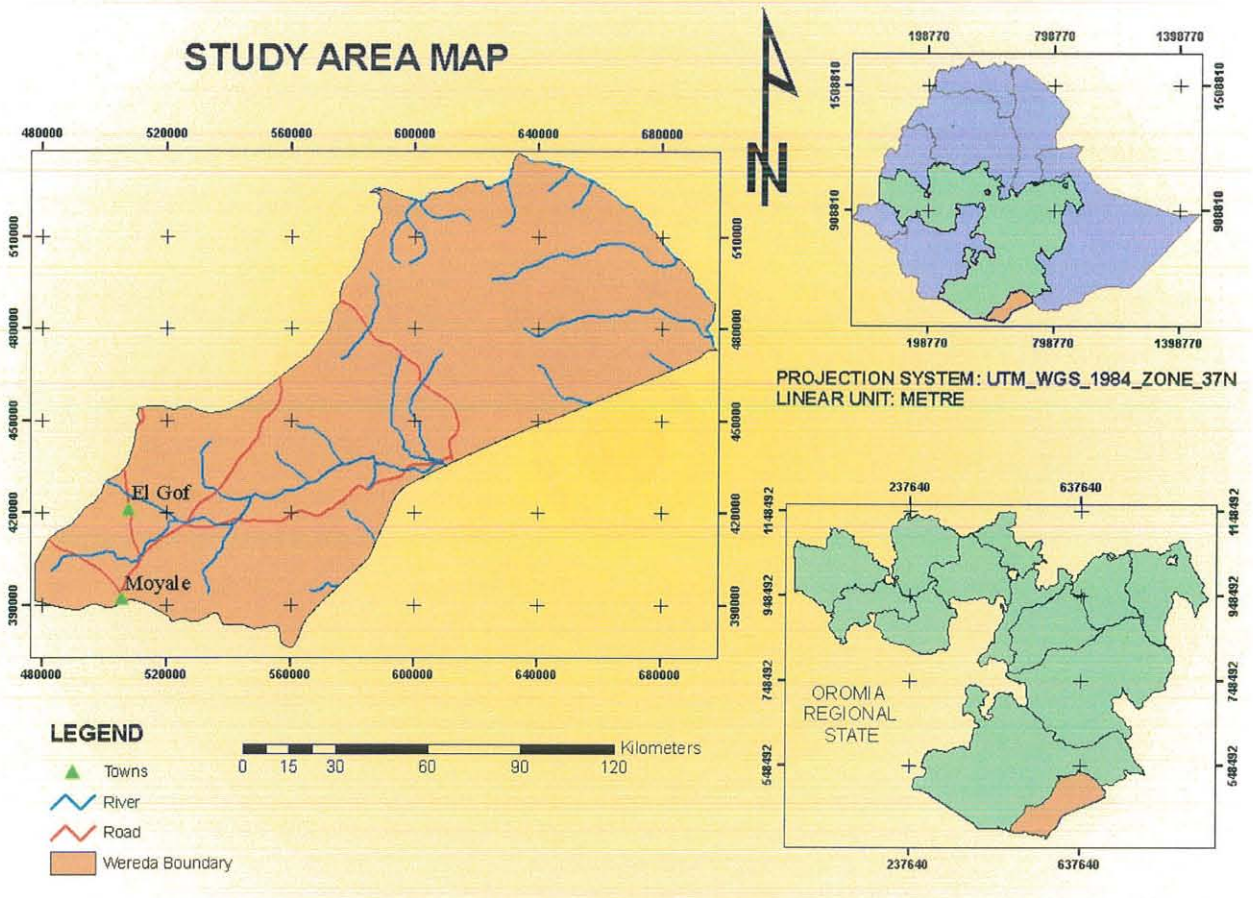 STUDY AREA MAP
480000 520000 560000 600000 640000 680000
510000 510000
480000 480000
450000 450000
420000 420000
390000 390000
480000 520000 560000 600000 640000 680000
El Gof
Moyale
N
198770 798770 1398770
1508810 1508810
908810 908810
198770 798770 1398770
PROJECTION SYSTEM: UTM_WGS_1984_ZONE_37N
LINEAR UNIT: METRE
237640 637640
1148492 1148492
948492 948492
748492 748492
548492 548492
OROMIA
REGIONAL
STATE
237640 637640
LEGEND
Towns
River
Road
Wereda Boundary
Kilometers
0 15 30 60 90 120